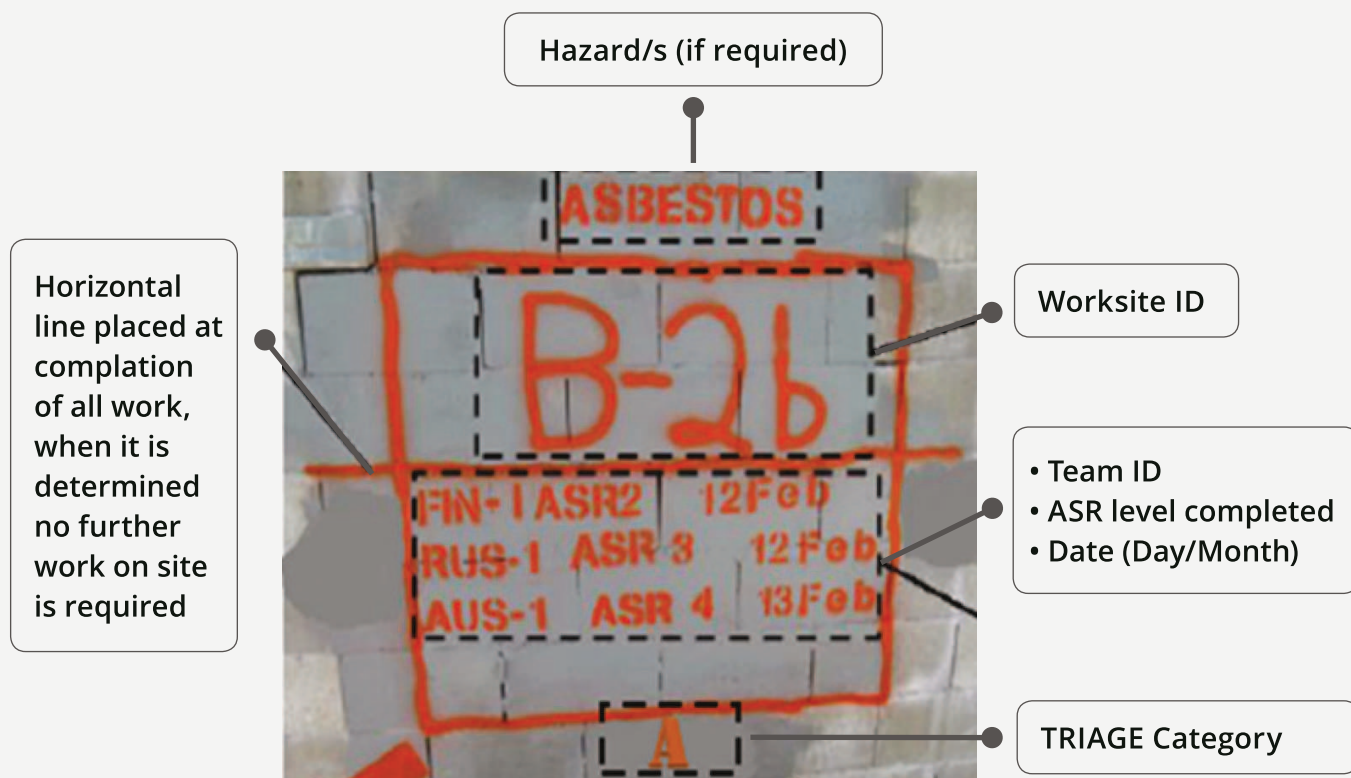 Hazard/s (if required)
ASBESTOS
Horizontal
line placed at
complation
of all work,
when it is
determined
no further
work on site
is required
B-2b
Worksite ID
FIN-1 ASR2 12Feb
RUS-1 ASR 3 12Feb
AUS-1 ASR 4 13Feb
• Team ID
• ASR level completed
• Date (Day/Month)
A
TRIAGE Category